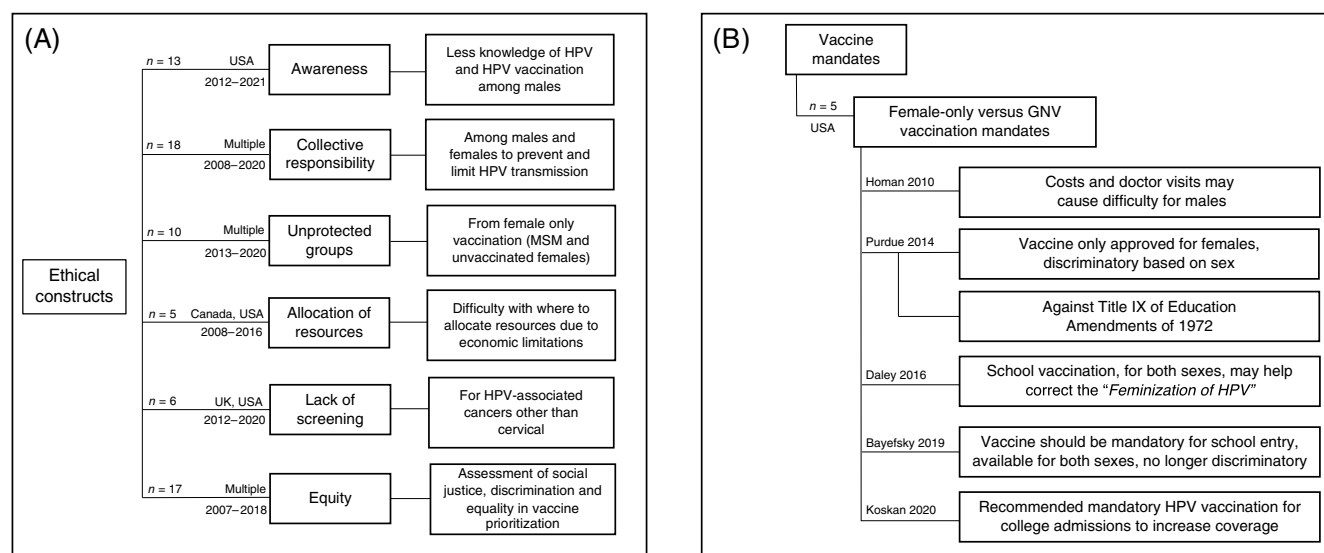 (A)
Ethical
constructs
n = 13
USA
2012–2021
Awareness
Less knowledge of HPV
and HPV vaccination
among males
n = 18
Multiple
2008–2020
Collective
responsibility
Among males and
females to prevent and
limit HPV transmission
n = 10
Multiple
2013–2020
Unprotected
groups
From female only
vaccination (MSM and
unvaccinated females)
n = 5
Canada, USA
2008–2016
Allocation of
resources
Difficulty with where to
allocate resources due to
economic limitations
n = 6
UK, USA
2012–2020
Lack of
screening
For HPV-associated
cancers other than
cervical
n = 17
Multiple
2007–2018
Equity
Assessment of social
justice, discrimination and
equality in vaccine
prioritization
(B)
Vaccine
mandates
n = 5
USA
Female-only versus GNV
vaccination mandates
Homan 2010
Costs and doctor visits may
cause difficulty for males
Purdue 2014
Vaccine only approved for females,
discriminatory based on sex
Against Title IX of Education
Amendments of 1972
Daley 2016
School vaccination, for both sexes, may help
correct the “Feminization of HPV”
Bayefsky 2019
Vaccine should be mandatory for school entry,
available for both sexes, no longer discriminatory
Koskan 2020
Recommended mandatory HPV vaccination for
college admissions to increase coverage